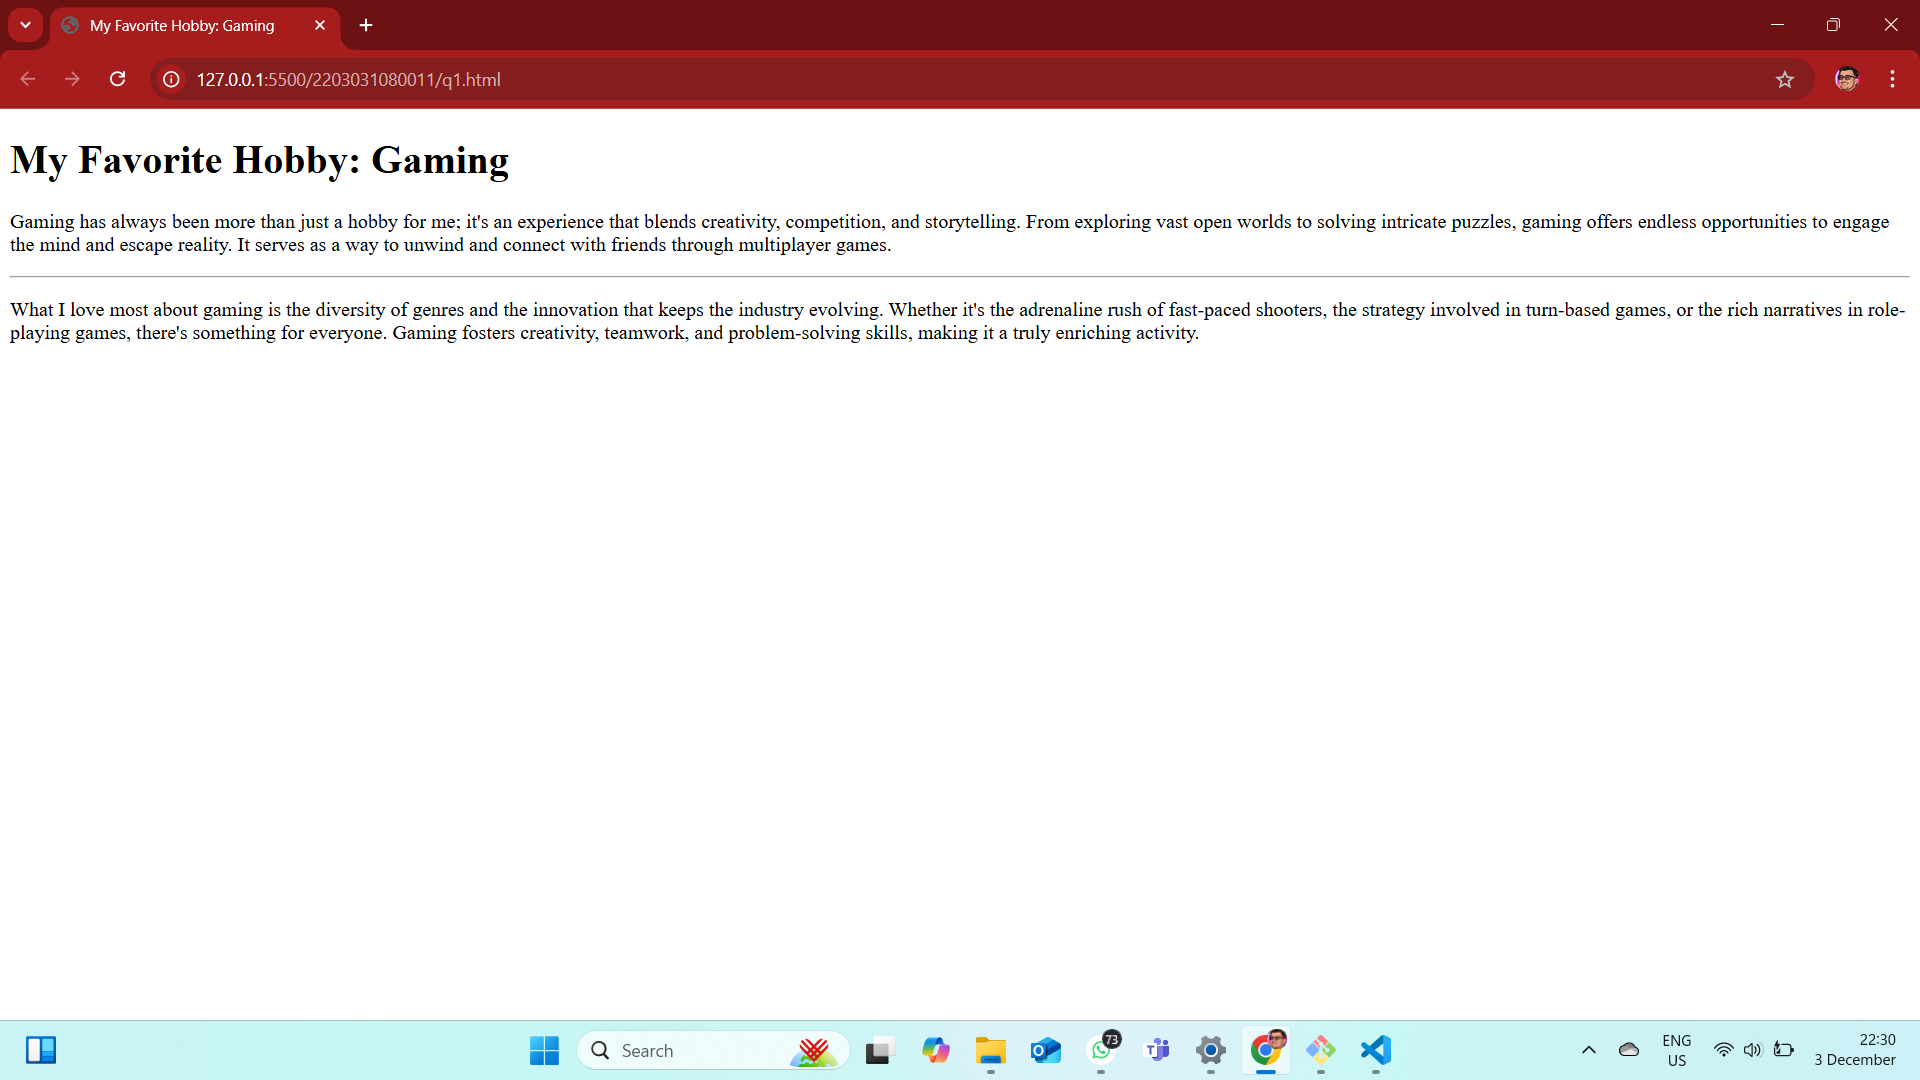 My Favorite Hobby: Gaming
127.0.0.1:5500/2203031080011/q1.html
My Favorite Hobby: Gaming
Gaming has always been more than just a hobby for me; it's an experience that blends creativity, competition, and storytelling. From exploring vast open worlds to solving intricate puzzles, gaming offers endless opportunities to engage
the mind and escape reality. It serves as a way to unwind and connect with friends through multiplayer games.
What I love most about gaming is the diversity of genres and the innovation that keeps the industry evolving. Whether it's the adrenaline rush of fast-paced shooters, the strategy involved in turn-based games, or the rich narratives in role-
playing games, there's something for everyone. Gaming fosters creativity, teamwork, and problem-solving skills, making it a truly enriching activity.
Search
73
ENG
US
22:30
3 December